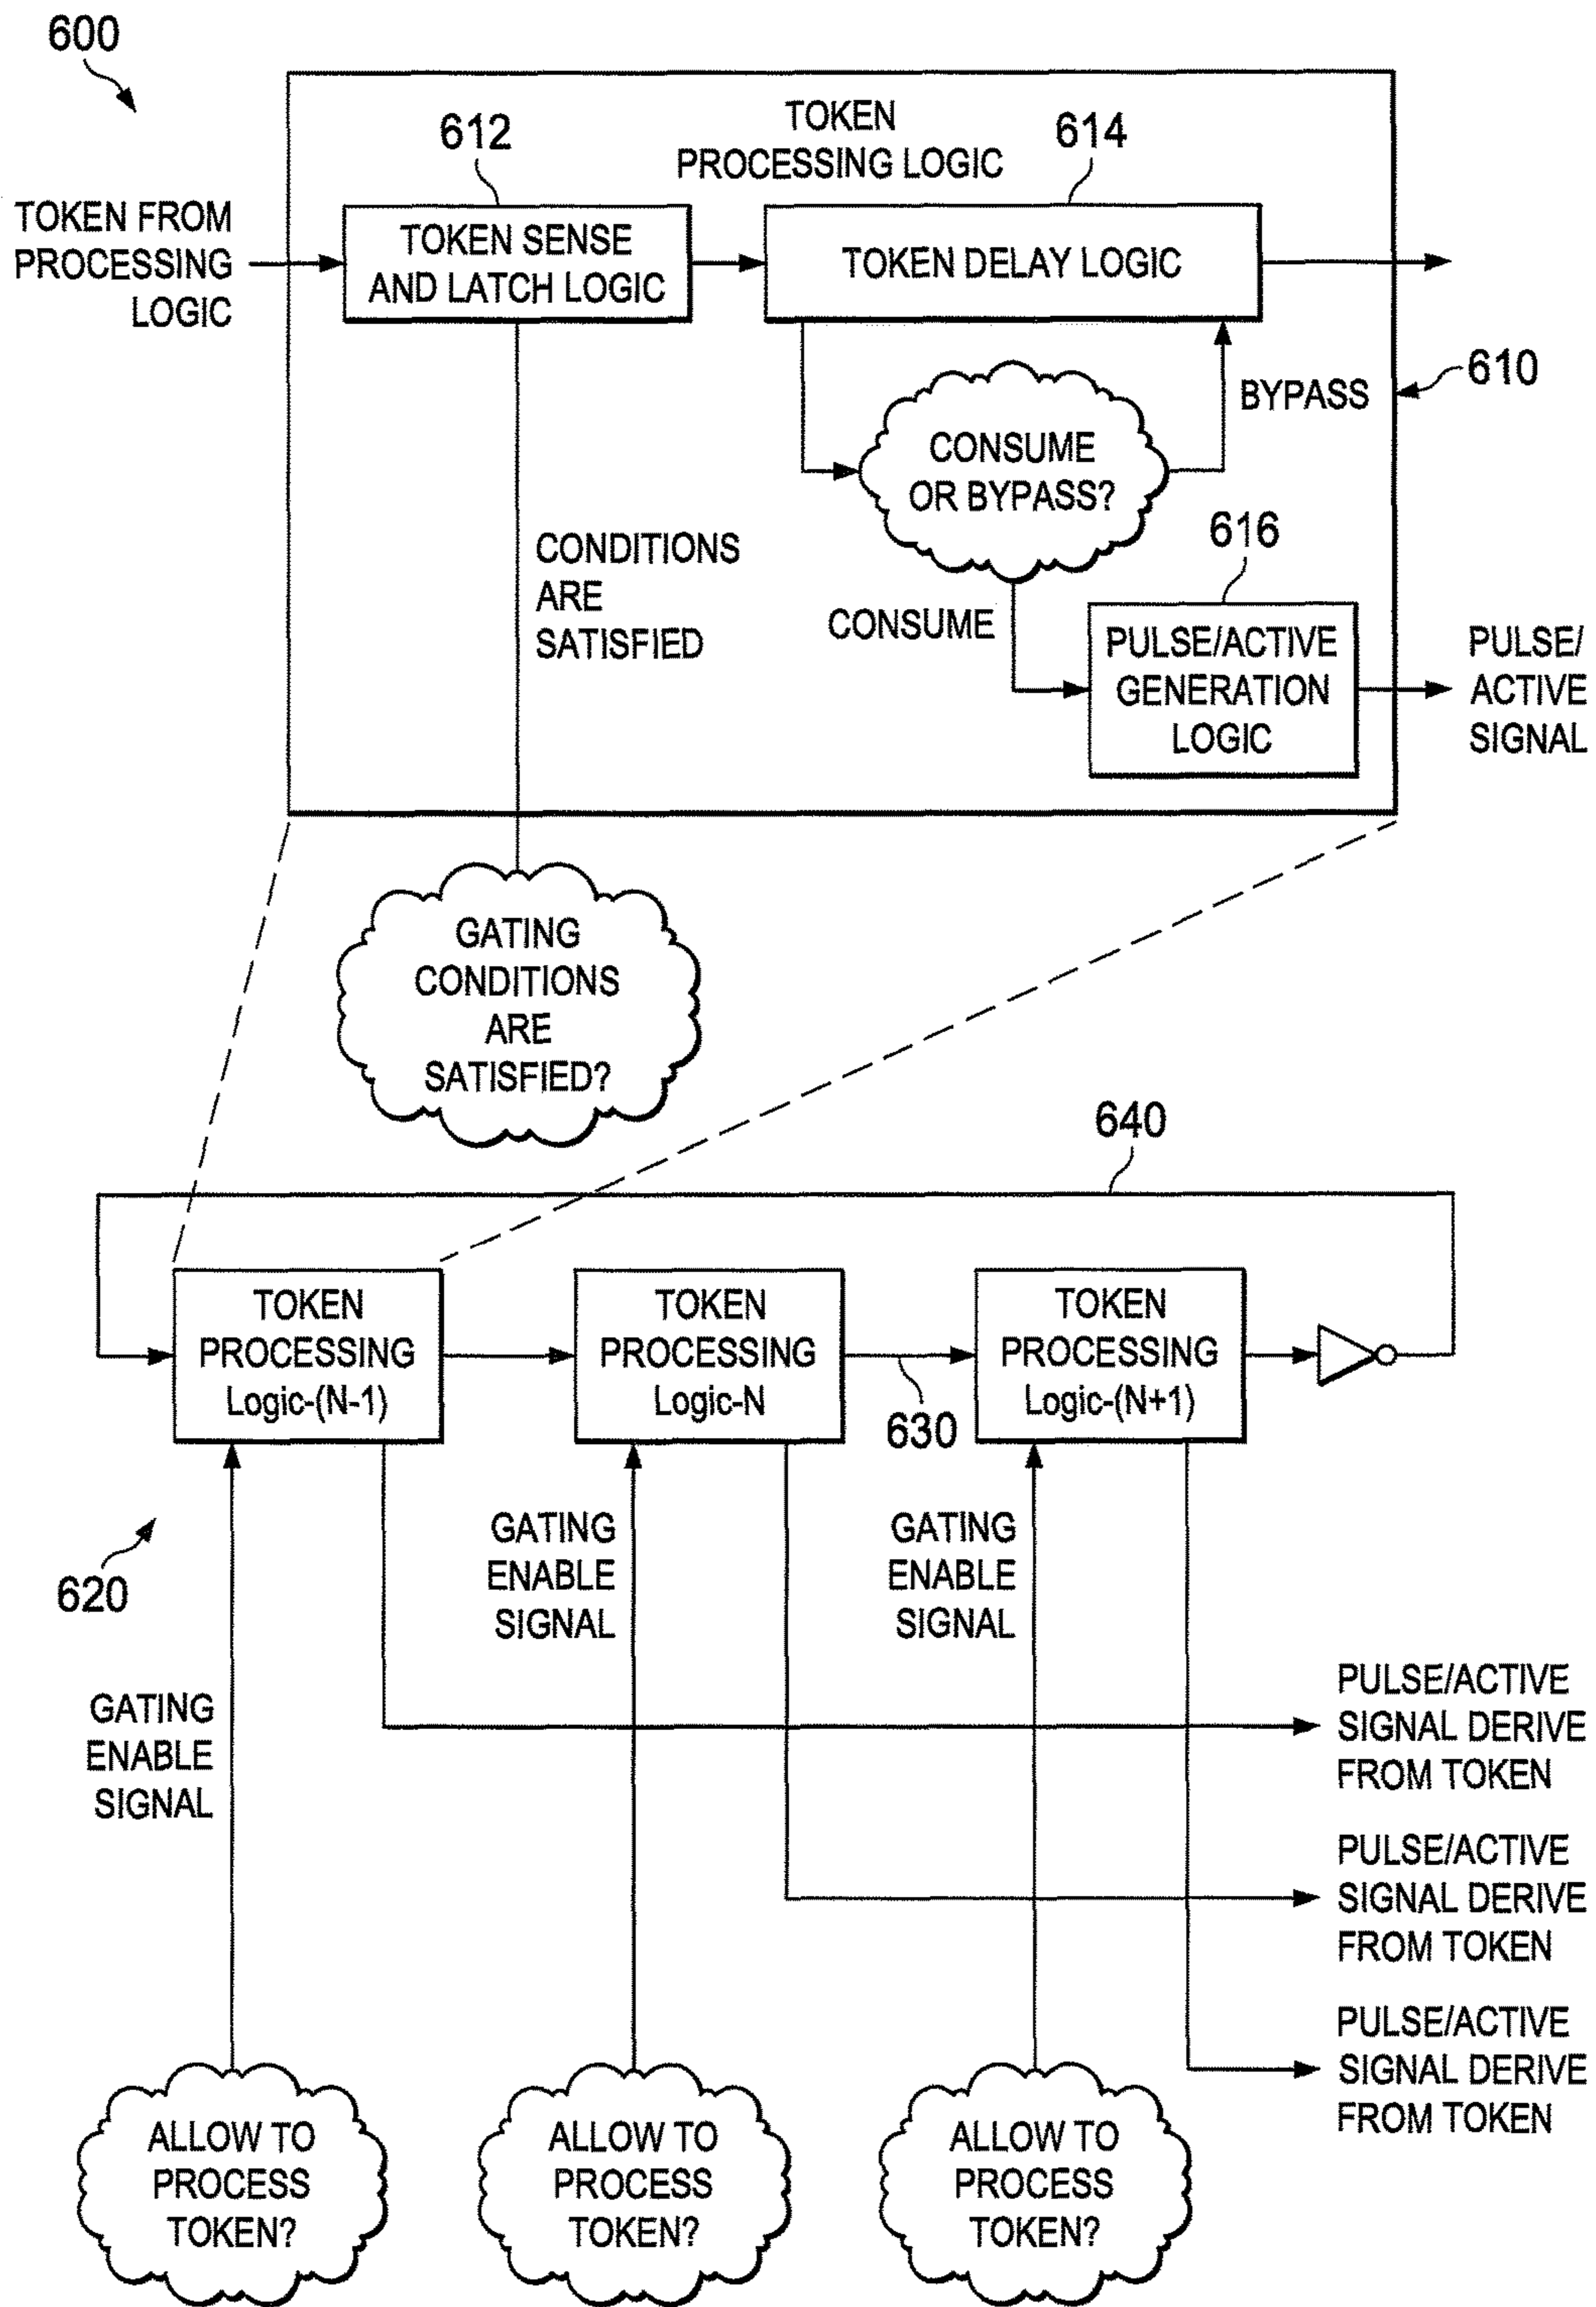 600
612
TOKEN
PROCESSING LOGIC
614
TOKEN FROM
PROCESSING
LOGIC
TOKEN SENSE
AND LATCH LOGIC
TOKEN DELAY LOGIC
610
BYPASS
CONSUME
OR BYPASS?
CONDITIONS
ARE
SATISFIED
616
CONSUME
PULSE/ACTIVE
GENERATION
LOGIC
PULSE/
ACTIVE
SIGNAL
GATING
CONDITIONS
ARE
SATISFIED?
640
TOKEN
PROCESSING
Logic-(N-1)
TOKEN
PROCESSING
Logic-N
630
TOKEN
PROCESSING
Logic-(N+1)
620
GATING
ENABLE
SIGNAL
GATING
ENABLE
SIGNAL
GATING
ENABLE
SIGNAL
PULSE/ACTIVE
SIGNAL DERIVE
FROM TOKEN
PULSE/ACTIVE
SIGNAL DERIVE
FROM TOKEN
PULSE/ACTIVE
SIGNAL DERIVE
FROM TOKEN
ALLOW TO
PROCESS
TOKEN?
ALLOW TO
PROCESS
TOKEN?
ALLOW TO
PROCESS
TOKEN?